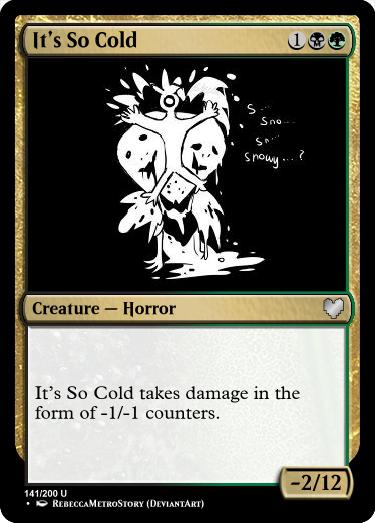 It's So Cold 1
S...
Sno...
Sn...
Snowy...?
Creature — Horror
It's So Cold takes damage in the
form of -1/-1 counters.
-2/12
141/200 U
• RebeccaMetroStory (DeviantArt)